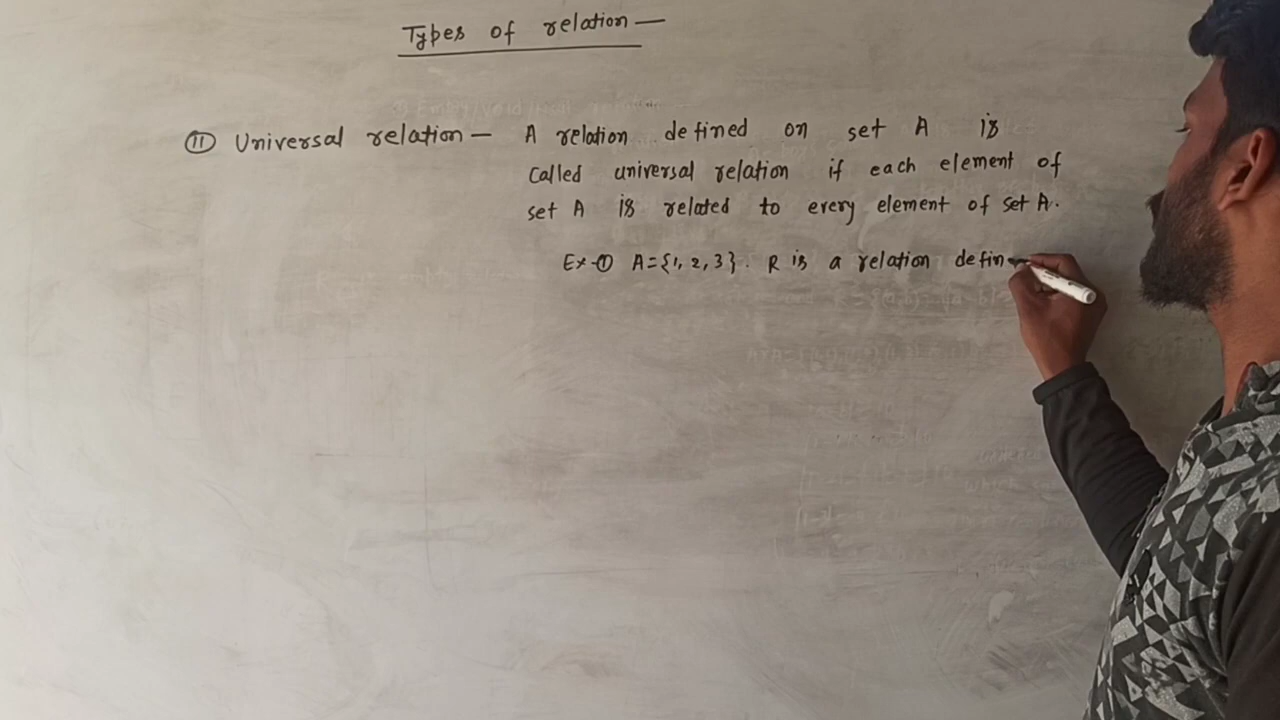 Types of relation —
(11) Universal relation — A relation defined on set A is
called universal relation if each element of
set A is related to every element of set A.
Ex-① A={1, 2, 3}. R is a relation defin